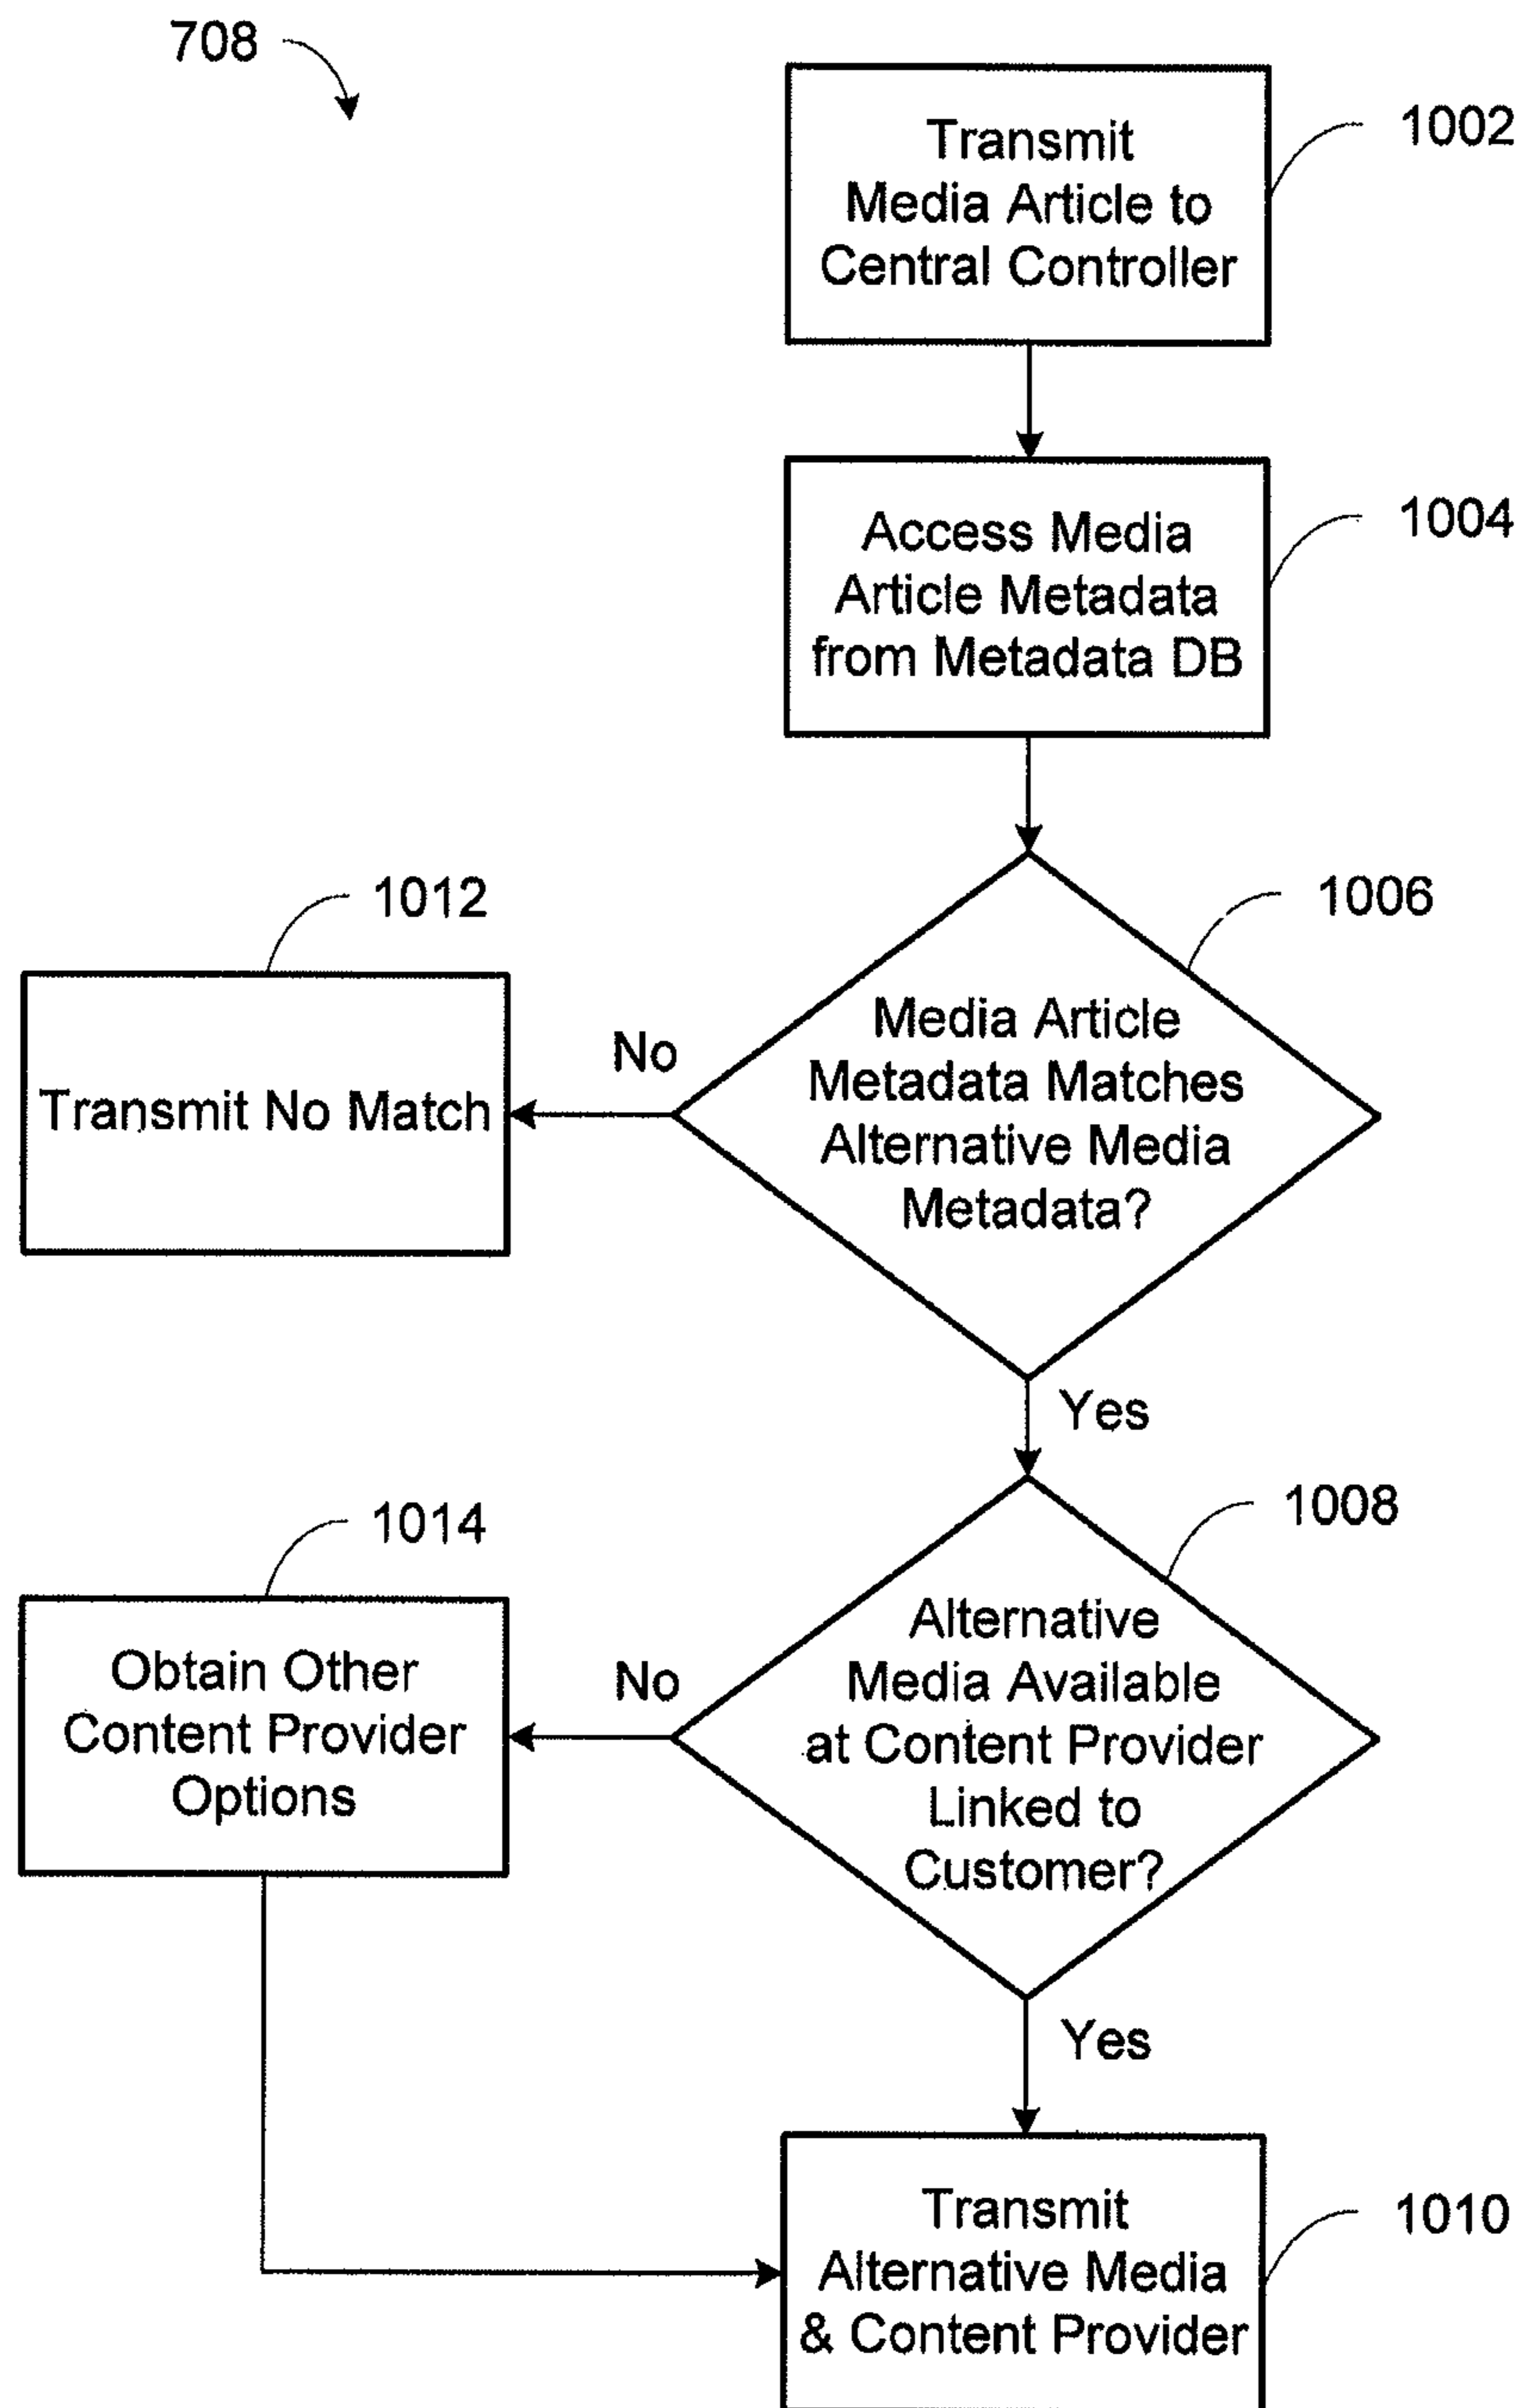 708
Transmit
Media Article to
Central Controller
1002
Access Media
Article Metadata
from Metadata DB
1004
1012
1006
Transmit No Match
No
Media Article
Metadata Matches
Alternative Media
Metadata?
Yes
1014
1008
Obtain Other
Content Provider
Options
No
Alternative
Media Available
at Content Provider
Linked to
Customer?
Yes
Transmit
Alternative Media
& Content Provider
1010